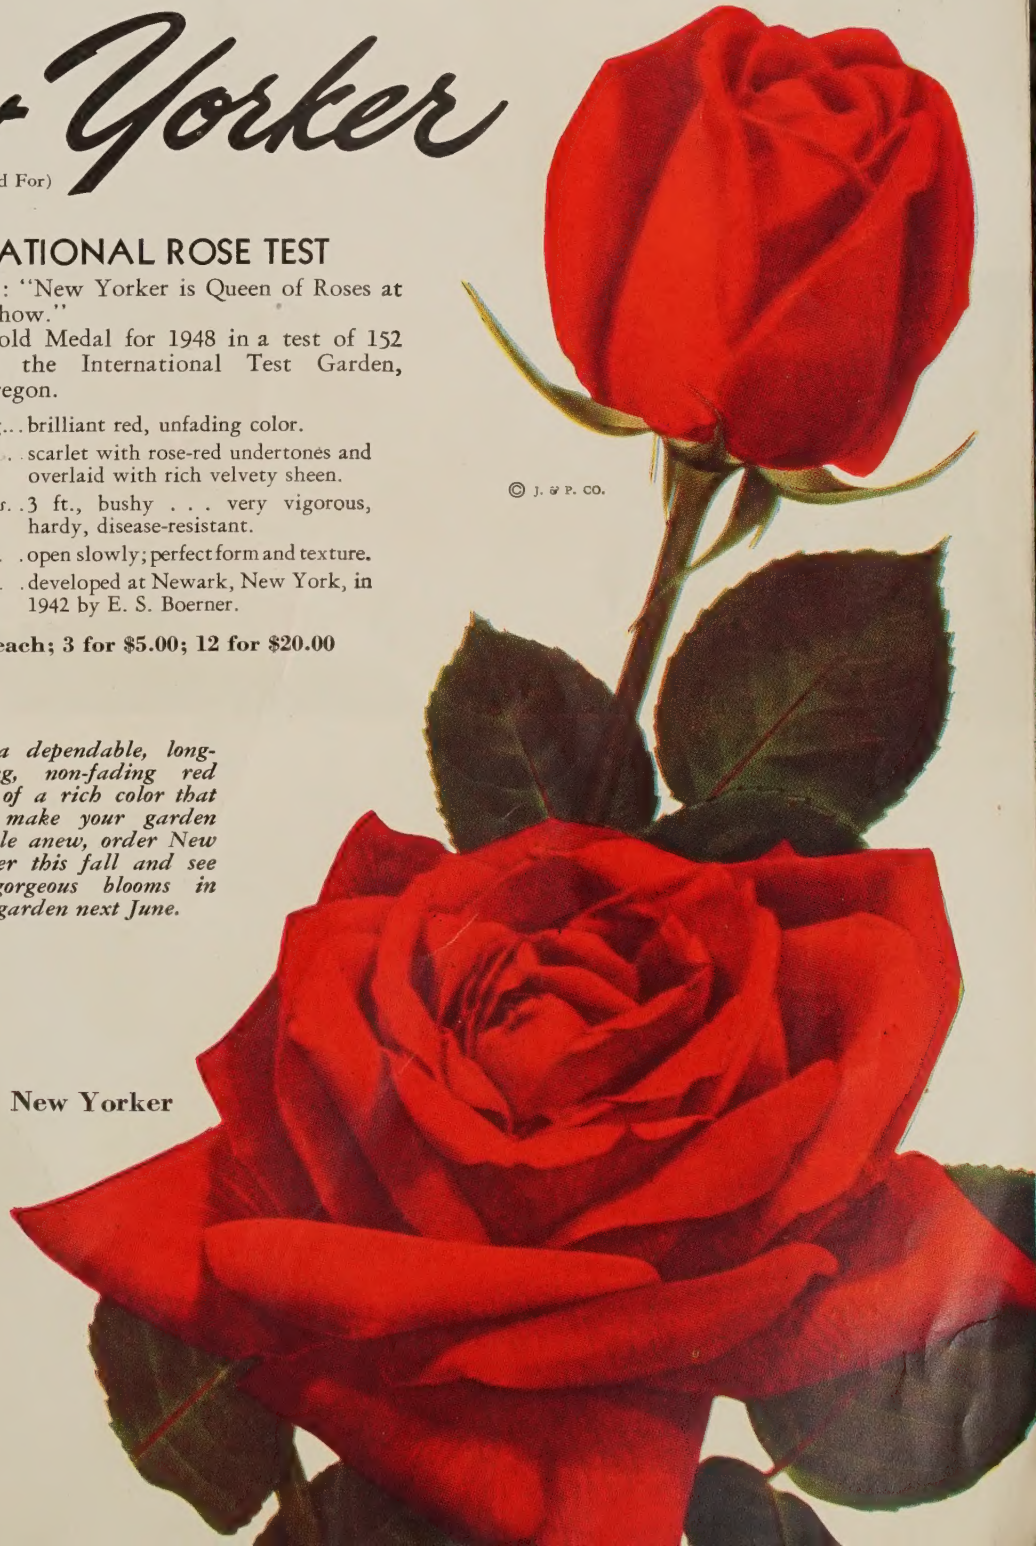 Yorker
d For)
ATIONAL ROSE TEST
: “New Yorker is Queen of Roses at
how.”
old Medal for 1948 in a test of 152
the International Test Garden,
regon.
...brilliant red, unfading color.
. . scarlet with rose-red undertones and
overlaid with rich velvety sheen.
r. . 3 ft., bushy . . . very vigorous,
hardy, disease-resistant.
. . open slowly; perfect form and texture.
. . developed at Newark, New York, in
1942 by E. S. Boerner.
each; 3 for $5.00; 12 for $20.00
© J. & P. CO.
a dependable, long-
g, non-fading red
of a rich color that
make your garden
le anew, order New
er this fall and see
gorgeous blooms in
garden next June.
New Yorker